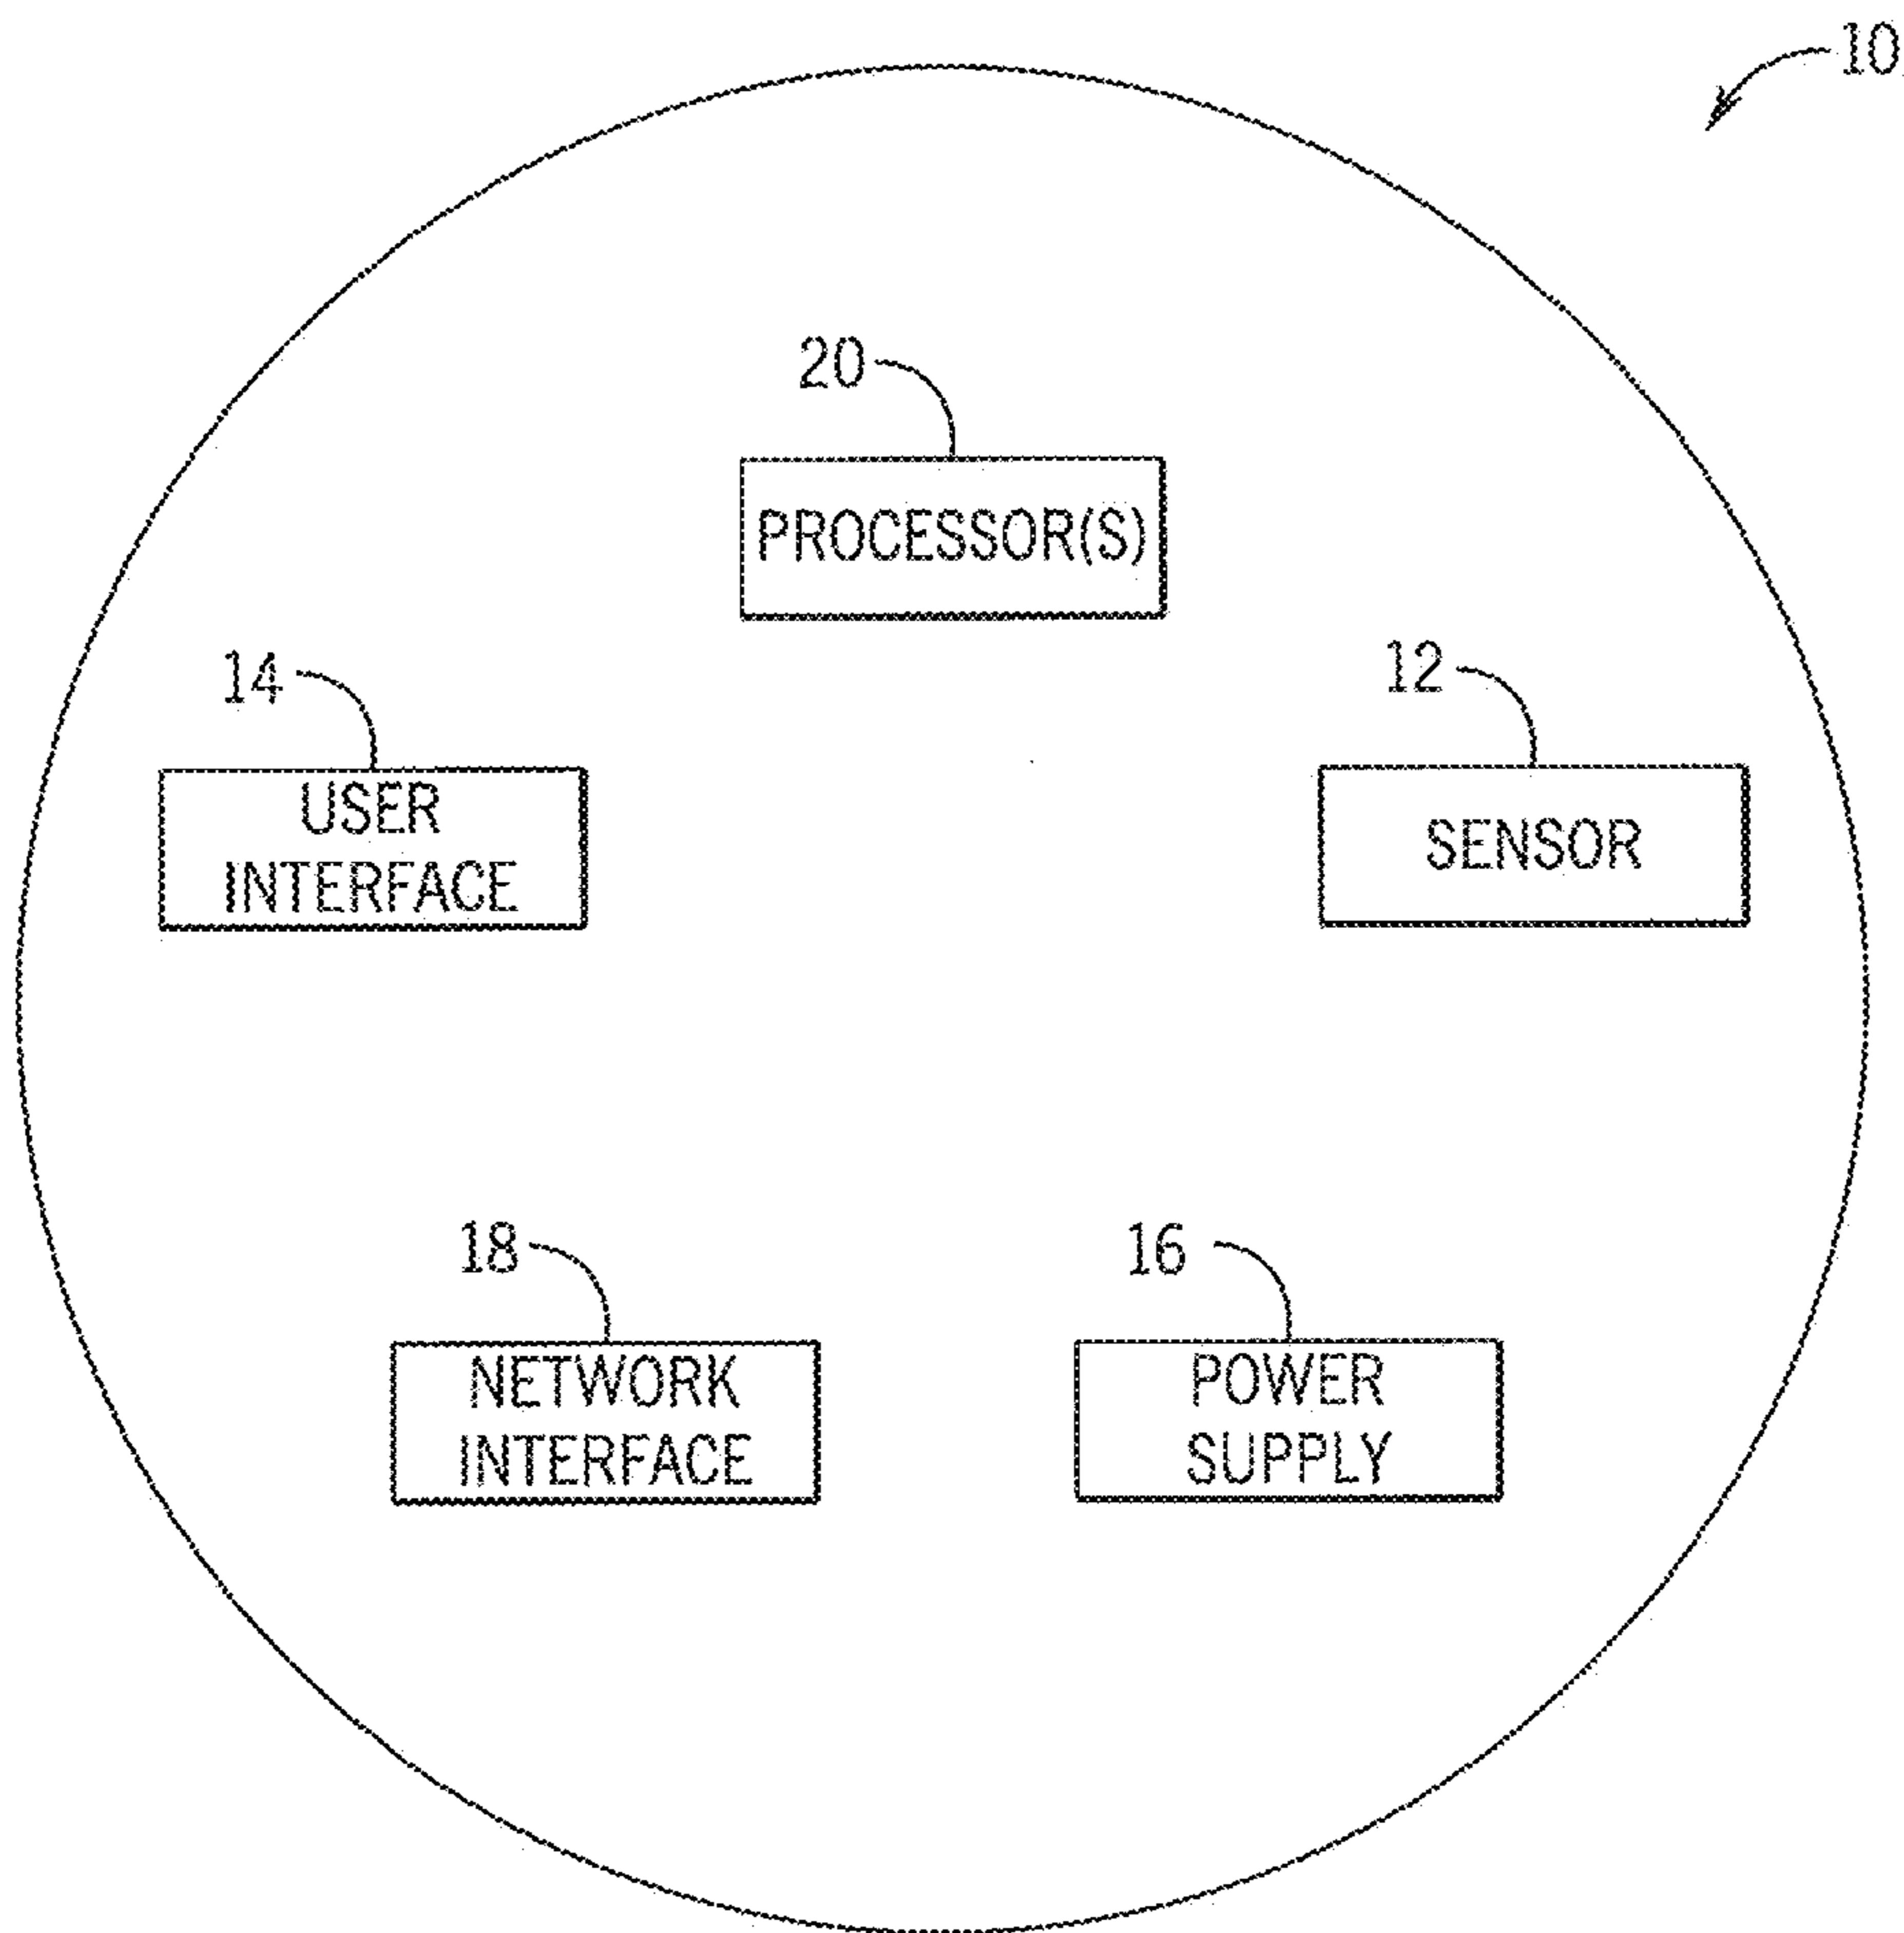 10
20
PROCESSOR(S)
14
12
USER
INTERFACE
SENSOR
18
16
NETWORK
INTERFACE
POWER
SUPPLY